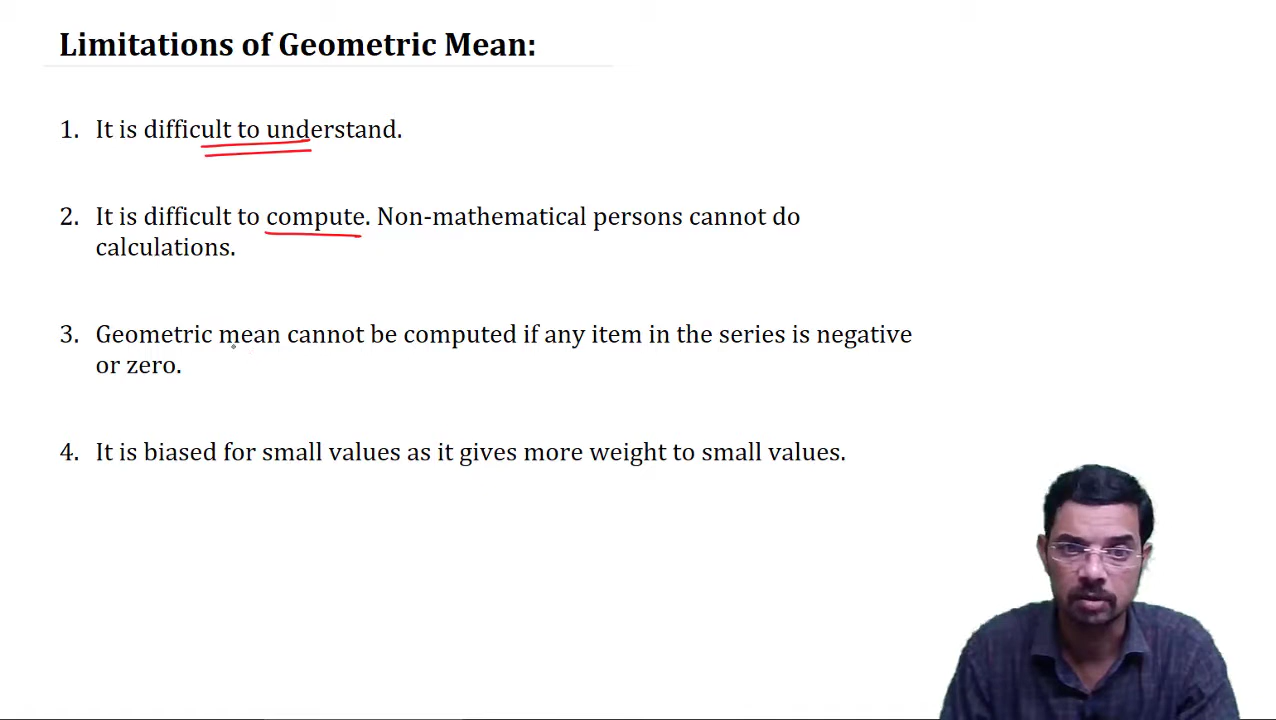 Limitations of Geometric Mean:
1. It is difficult to understand.
2. It is difficult to compute. Non-mathematical persons cannot do
calculations.
3. Geometric mean cannot be computed if any item in the series is negative
or zero.
4. It is biased for small values as it gives more weight to small values.